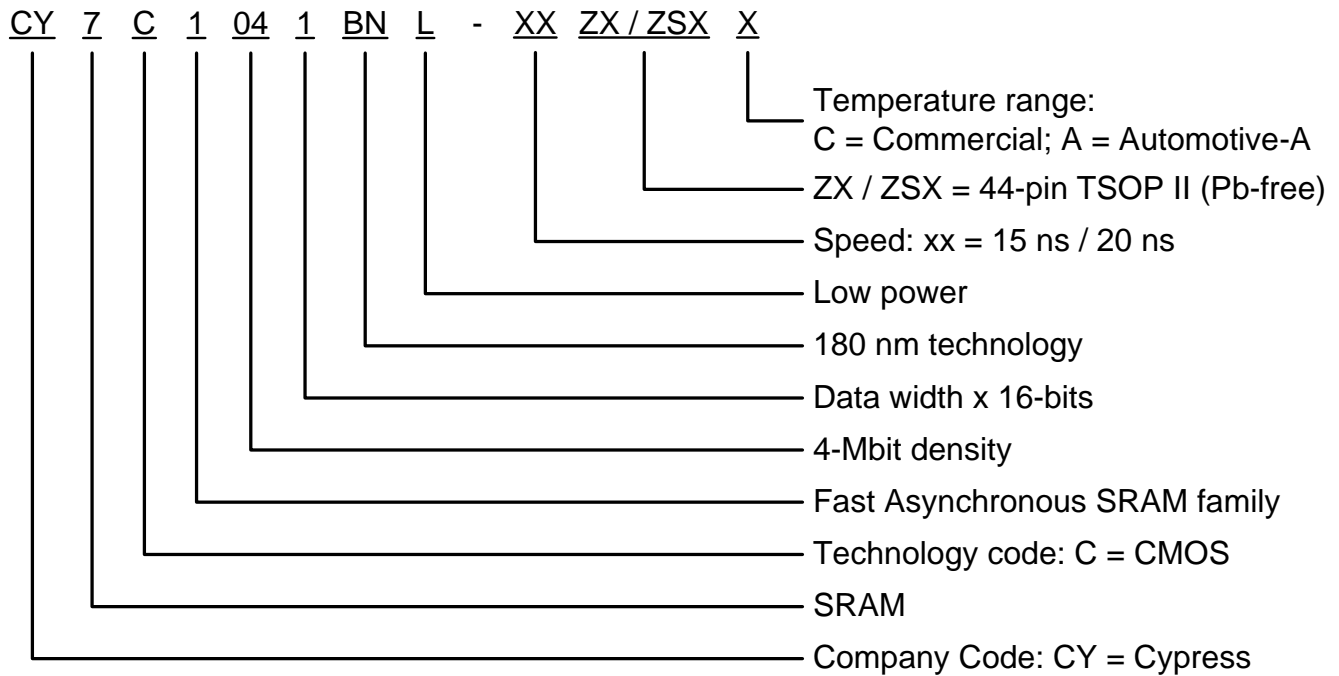 CY 7 C 1 04 1 BN L - XX ZX / ZSX X
Temperature range:
C = Commercial; A = Automotive-A
ZX / ZSX = 44-pin TSOP II (Pb-free)
Speed: xx = 15 ns / 20 ns
Low power
180 nm technology
Data width x 16-bits
4-Mbit density
Fast Asynchronous SRAM family
Technology code: C = CMOS
SRAM
Company Code: CY = Cypress